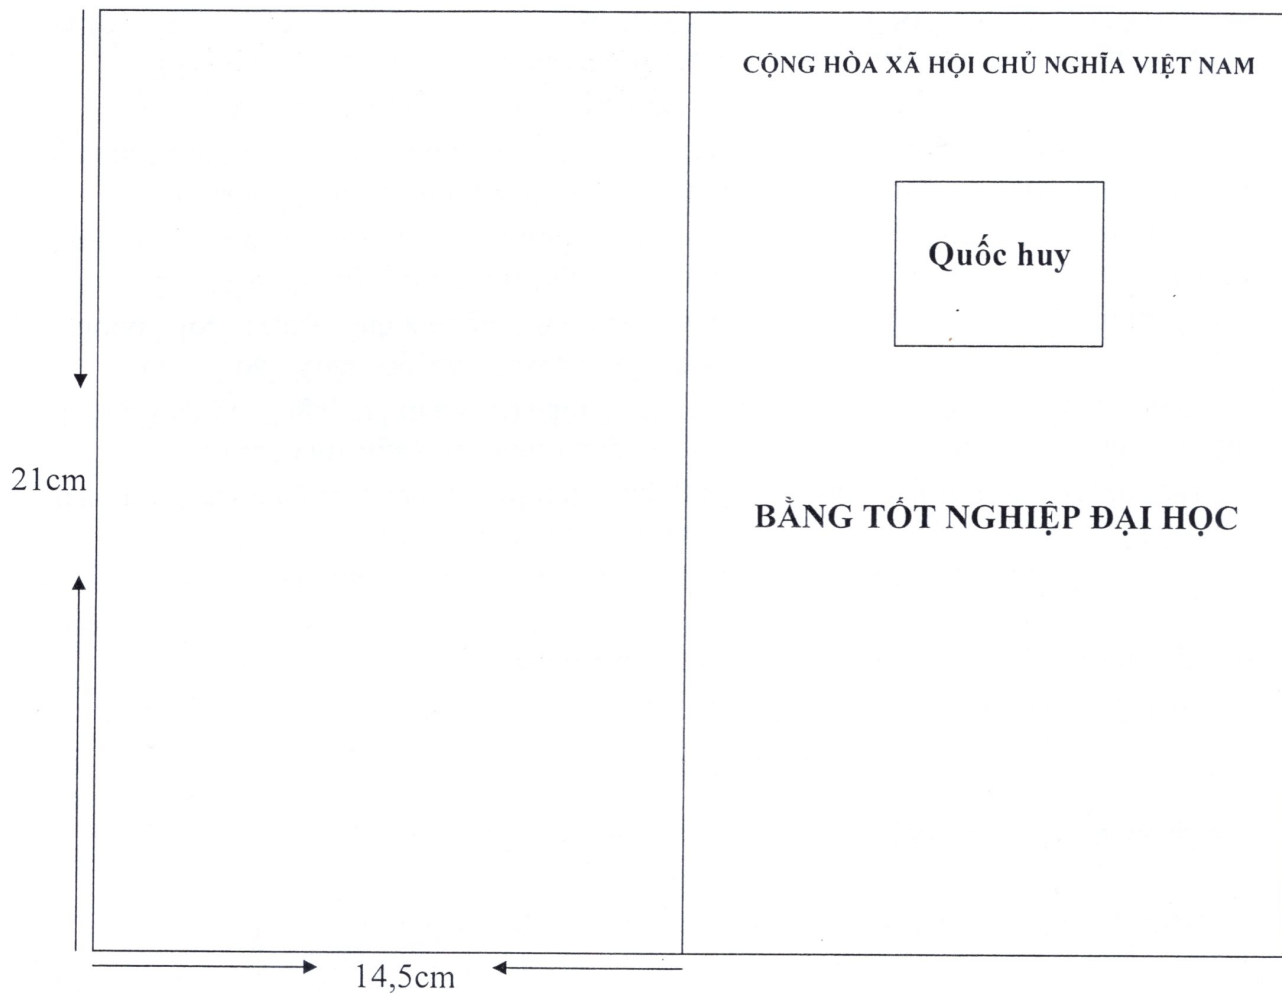 CỘNG HÒA XÃ HỘI CHỦ NGHĨA VIỆT NAM
Quốc huy
21cm
BẰNG TỐT NGHIỆP ĐẠI HỌC
14,5cm